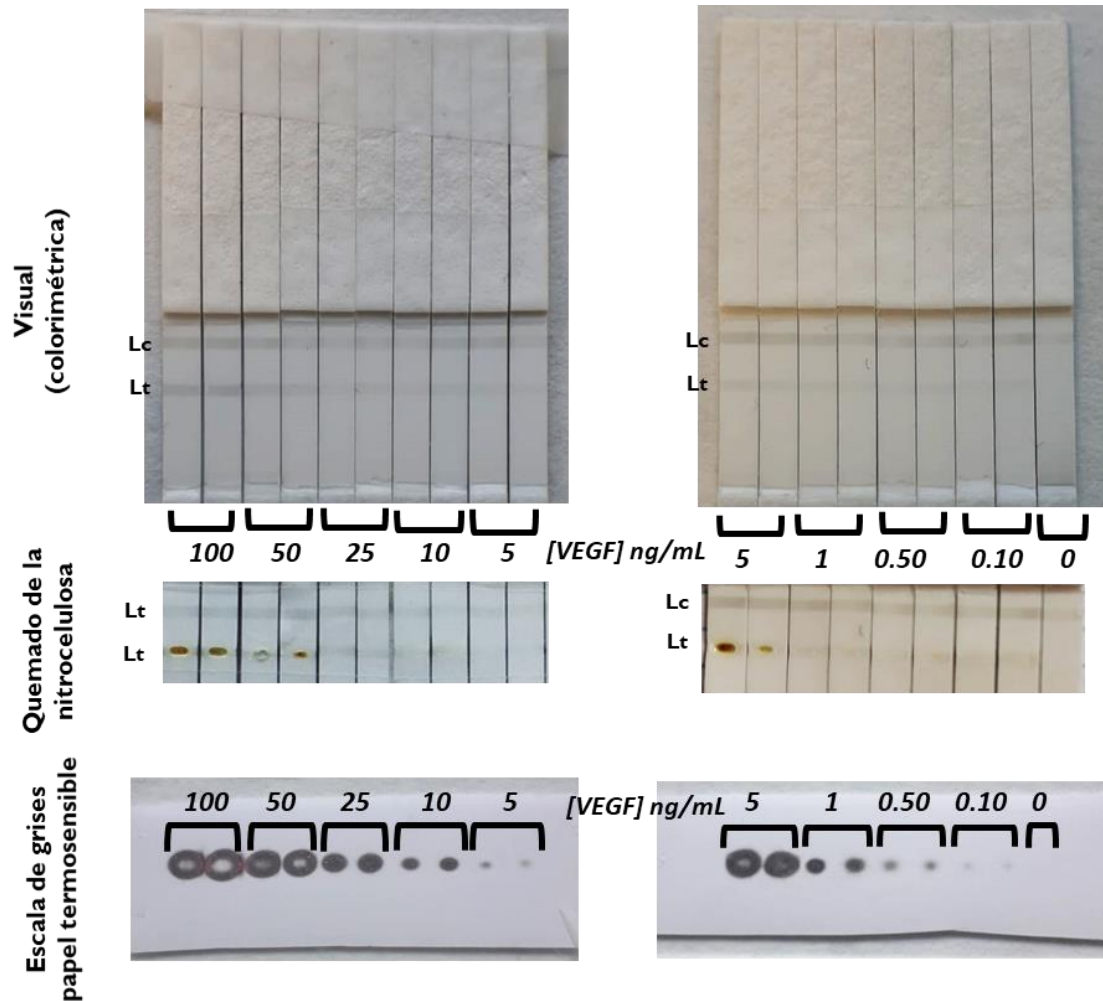 Visual
(colorimétrica)
Lc
Lt
Lc
Lt
100 50 25 10 5 [VEGF] ng/mL 5 1 0.50 0.10 0
Quemado de la
nitrocelulosa
Lt
Lt
Lc
Lt
Escala de grises
papel termosensible
100 50 25 10 5 [VEGF] ng/mL 5 1 0.50 0.10 0